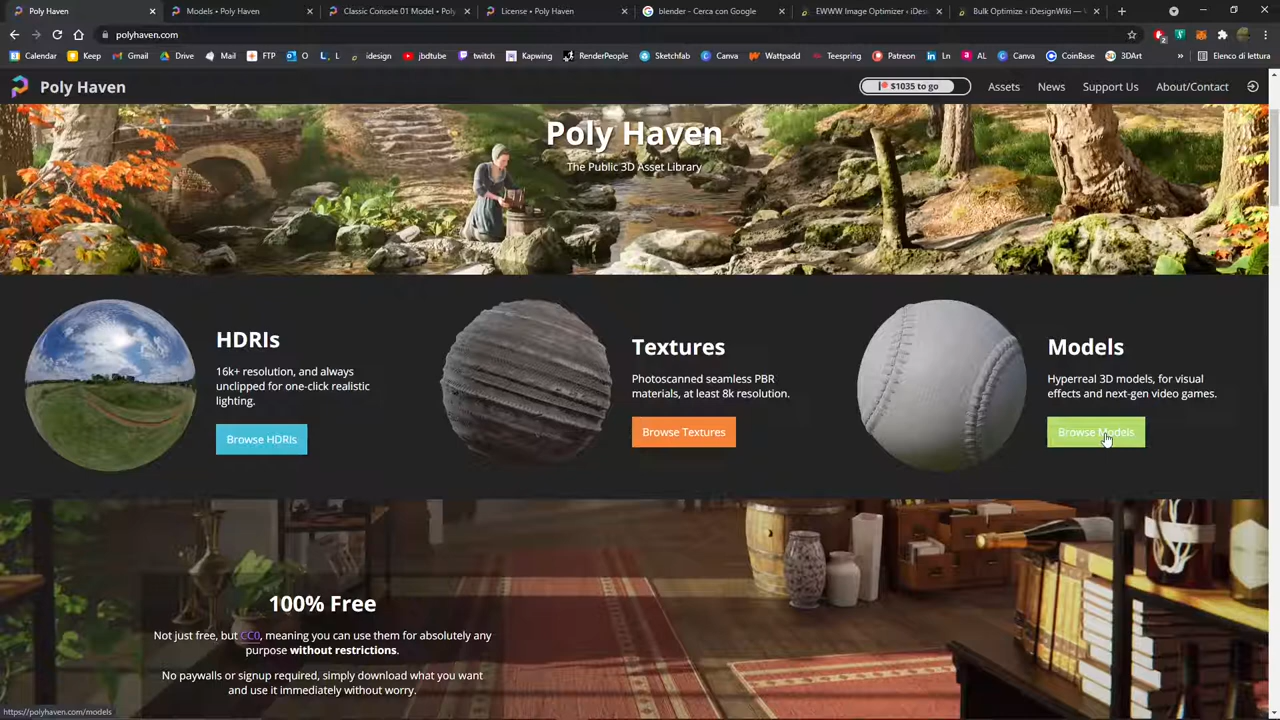 Poly Haven
Models • Poly Haven
Classic Console 01 Model • Poly
License • Poly Haven
blender - Cerca con Google
EWWW Image Optimizer ‹ iDesi
Bulk Optimize ‹ iDesignWiki —
polyhaven.com
Calendar
Keep
Gmail
Drive
FTP
O
L
idesign
jbdtube
twitch
Kapwing
RenderPeople
Sketchfab
Canva
Wattpadd
Teespring
Patreon
Ln
AL
Canva
CoinBase
3DArt
»
Elenco di lettura
Poly Haven
$1035 to go
Assets
News
Support Us
About/Contact
Poly Haven
The Public 3D Asset Library
HDRIs
16k+ resolution, and always
unclipped for one-click realistic
lighting.
Browse HDRIs
Textures
Photoscanned seamless PBR
materials, at least 8k resolution.
Browse Textures
Models
Hyperreal 3D models, for visual
effects and next-gen video games.
Browse Models
100% Free
Not just free, but CC0, meaning you can use them for absolutely any
purpose without restrictions.
No paywalls or signup required, simply download what you want
and use it immediately without worry.
https://polyhaven.com/models